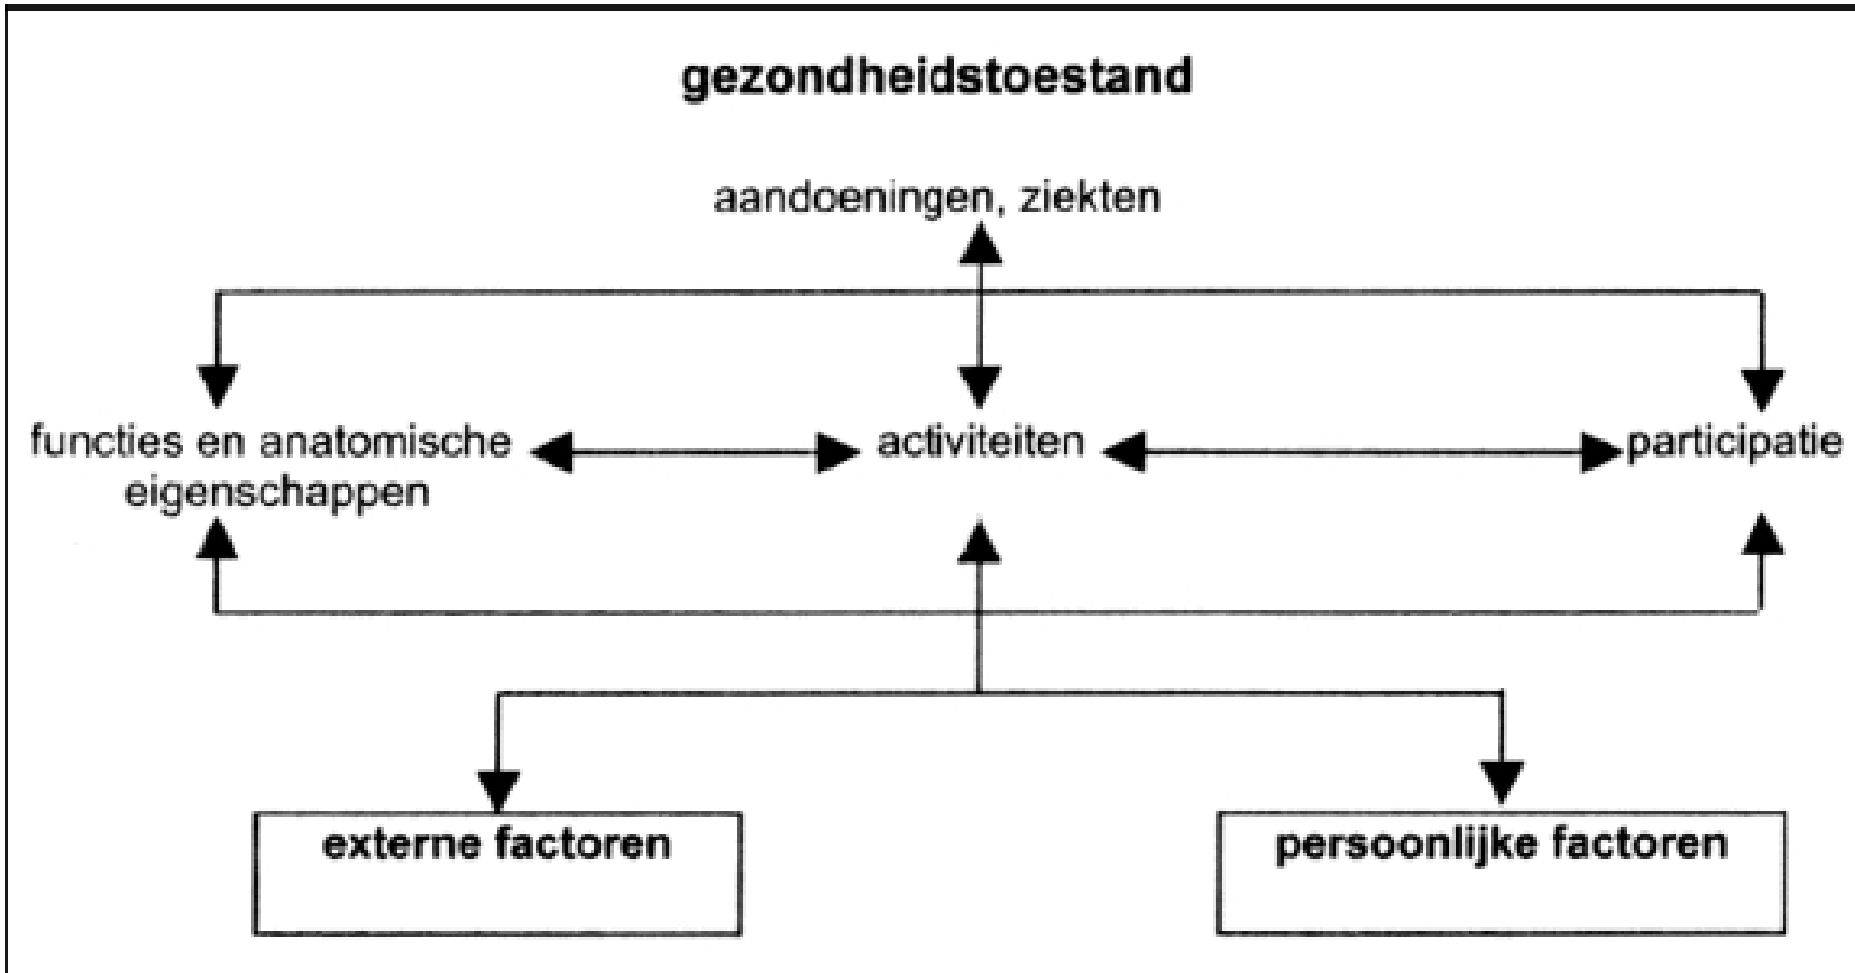 gezondheidstoestand
aandoeningen, ziekten
functies en anatomische
eigenschappen
activiteiten
participatie
externe factoren
persoonlijke factoren